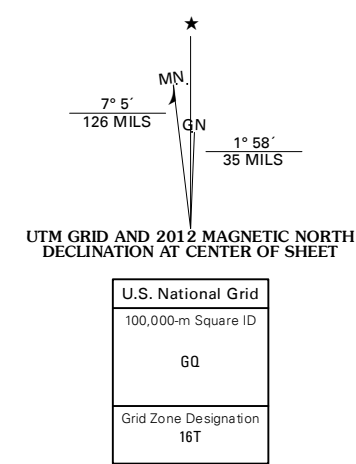 ★
MN.
7° 5´
126 MILS
GN
1° 58´
35 MILS
UTM GRID AND 2012 MAGNETIC NORTH
DECLINATION AT CENTER OF SHEET
U.S. National Grid
100,000-m Square ID
GQ
Grid Zone Designation
16T